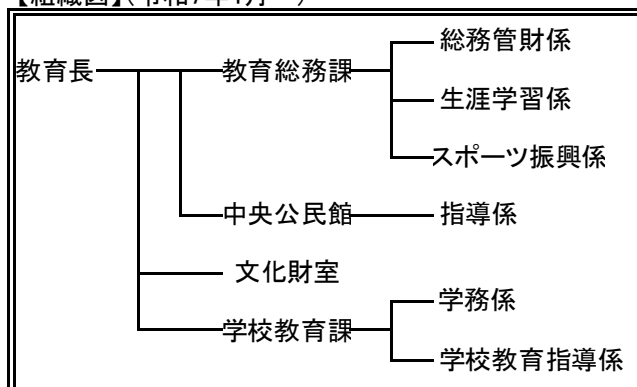 総務管財係
教育長 教育総務課
生涯学習係
スポーツ振興係
中央公民館 指導係
文化財室
学務係
学校教育課
学校教育指導係